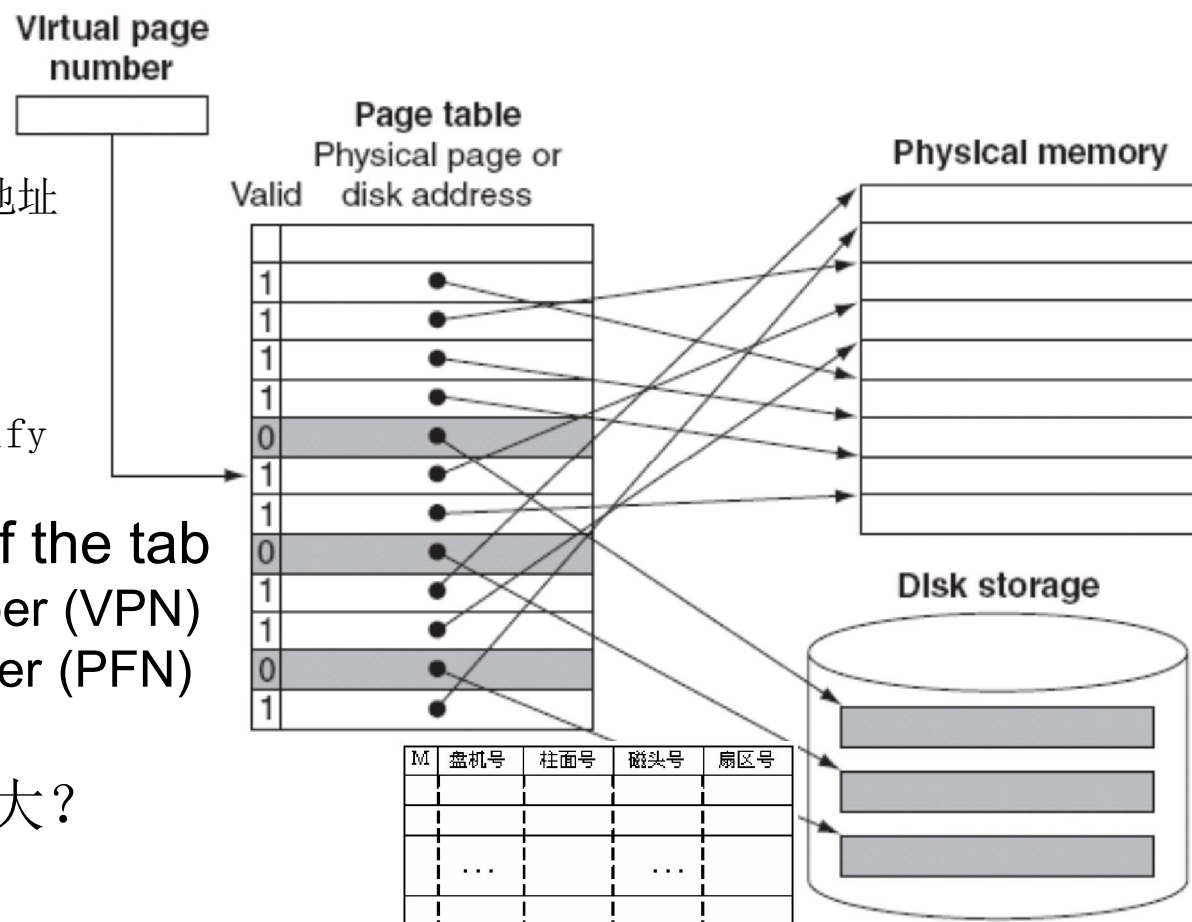 Virtual page
number
Page table
Physical page or
disk address
Valid
Physical memory
地址
1
1
1
1
0
1
1
0
1
1
0
1
ify
f the tab
er (VPN)
er (PFN)
大?
Disk storage
M 盘机号 柱面号 磁头号 扇区号
... ...